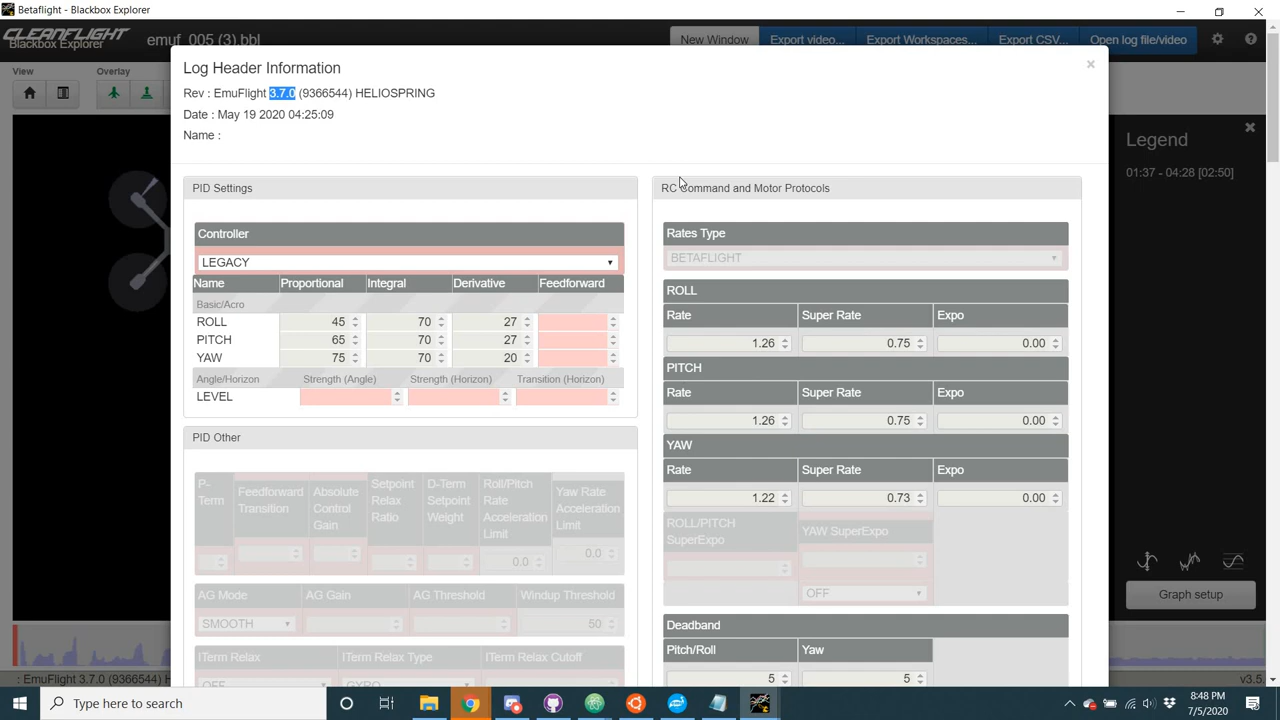 Betaflight - Blackbox Explorer
CLEANFLIGHT
Blackbox Explorer
emuf_005 (3).bbl
New Window
Export video...
Export Workspaces...
Export CSV...
Open log file/video
View
Overlay
Log Header Information
×
Rev : EmuFlight 3.7.0 (9366544) HELIOSPRING
Date : May 19 2020 04:25:09
Name :
Legend
01:37 - 04:28 [02:50]
PID Settings
Controller
LEGACY
Name Proportional Integral Derivative Feedforward
Basic/Acro
ROLL 45 70 27
PITCH 65 70 27
YAW 75 70 20
Angle/Horizon Strength (Angle) Strength (Horizon) Transition (Horizon)
LEVEL
PID Other
P-Term
Feedforward Transition
Absolute Control Gain
Setpoint Relax Ratio
D-Term Setpoint Weight
Roll/Pitch Rate Acceleration Limit
Yaw Rate Acceleration Limit
0.0 0.0
AG Mode AG Gain AG Threshold Windup Threshold
SMOOTH 50
ITerm Relax ITerm Relax Type ITerm Relax Cutoff
OFF GYRO
RC Command and Motor Protocols
Rates Type
BETAFLIGHT
ROLL
Rate Super Rate Expo
1.26 0.75 0.00
PITCH
Rate Super Rate Expo
1.26 0.75 0.00
YAW
Rate Super Rate Expo
1.22 0.73 0.00
ROLL/PITCH SuperExpo
YAW SuperExpo
OFF
Deadband
Pitch/Roll Yaw
5 5
Graph setup
: EmuFlight 3.7.0 (9366544) H
v3.5.
Type here to search
8:48 PM
7/5/2020